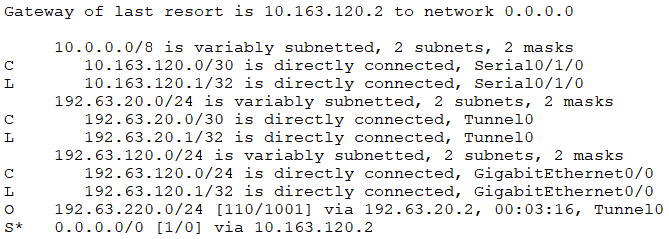 Gateway of last resort is 10.163.120.2 to network 0.0.0.0
10.0.0.0/8 is variably subnetted, 2 subnets, 2 masks
C 10.163.120.0/30 is directly connected, Serial0/1/0
L 10.163.120.1/32 is directly connected, Serial0/1/0
192.63.20.0/24 is variably subnetted, 2 subnets, 2 masks
C 192.63.20.0/30 is directly connected, Tunnel0
L 192.63.20.1/32 is directly connected, Tunnel0
192.63.120.0/24 is variably subnetted, 2 subnets, 2 masks
C 192.63.120.0/24 is directly connected, GigabitEthernet0/0
L 192.63.120.1/32 is directly connected, GigabitEthernet0/0
O 192.63.220.0/24 [110/1001] via 192.63.20.2, 00:03:16, Tunnel0
S* 0.0.0.0/0 [1/0] via 10.163.120.2